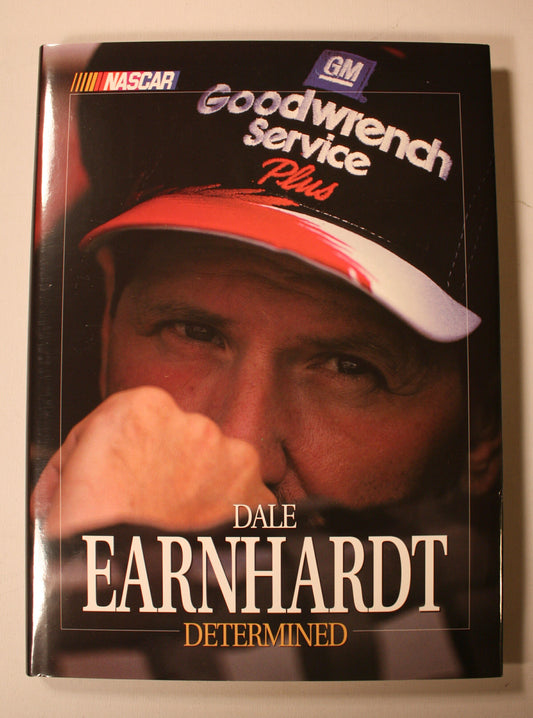 NASCAR
GM
Goodwrench
Service
Plus
DALE
EARNHARDT
DETERMINED